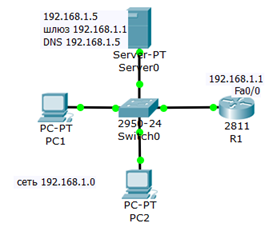 192.168.1.5
шлюз 192.168.1.1
DNS 192.168.1.5
Server-PT
Server0
192.168.1.1
Fa0/0
PC-PT
PC1
2950-24
Switch0
2811
R1
сеть 192.168.1.0
PC-PT
PC2